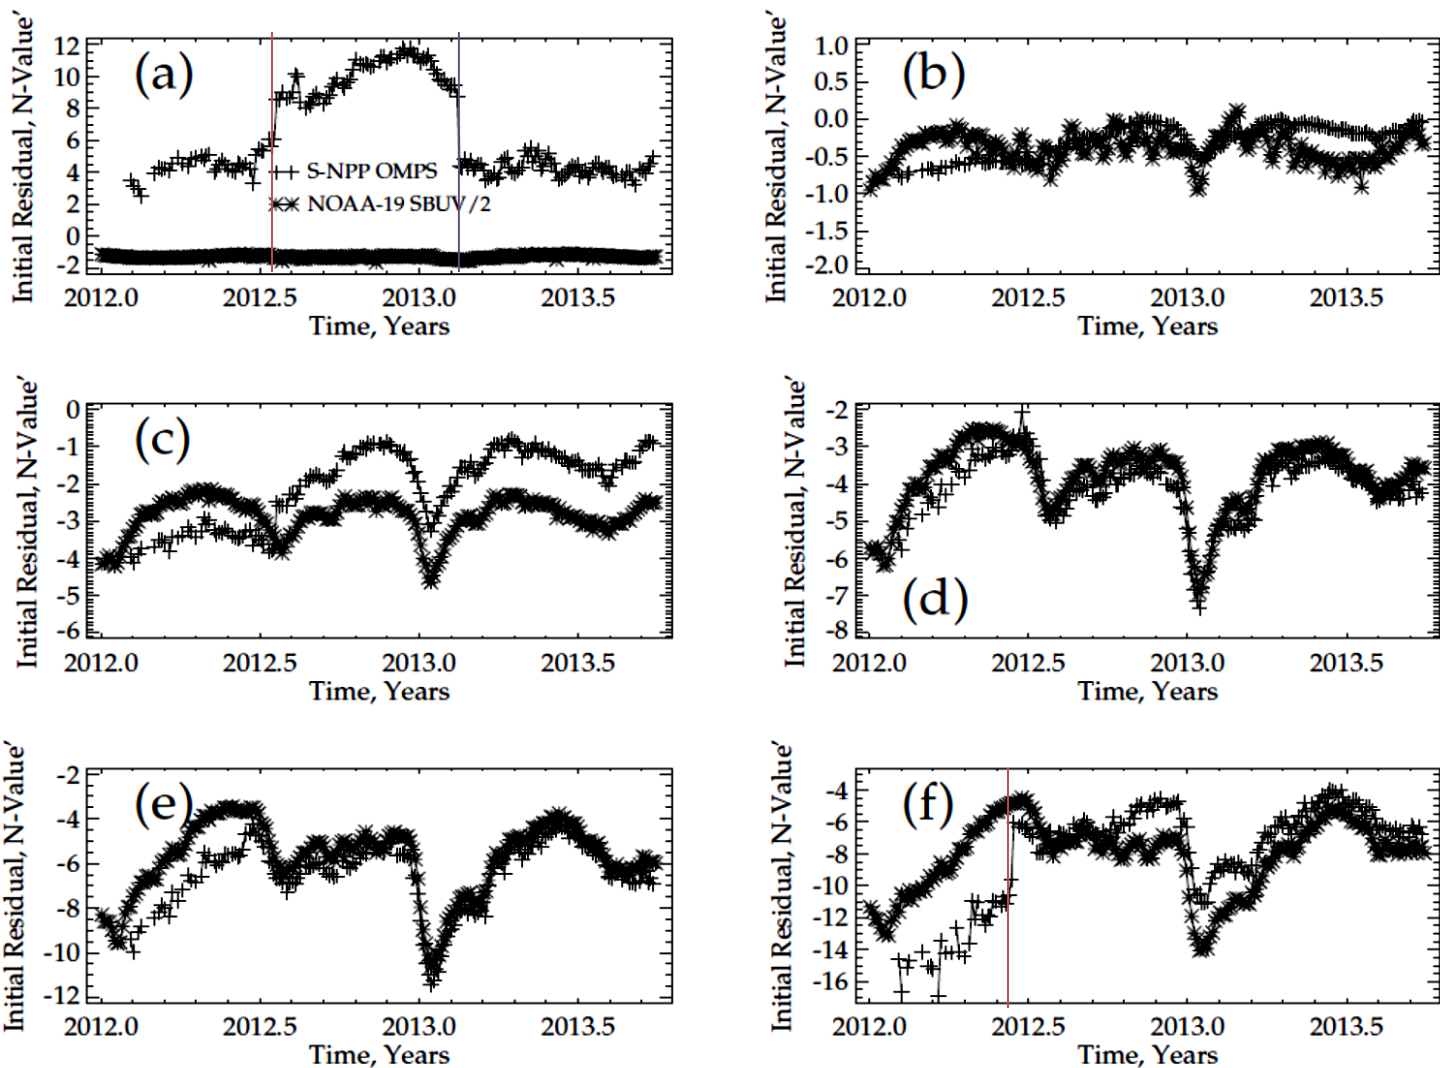 (a)
Initial Residual, N-Value'
12
10
8
6
4
2
0
-2
S-NPP OMPS
NOAA-19 SBUV/2
2012.0 2012.5 2013.0 2013.5
Time, Years
(b)
Initial Residual, N-Value'
1.0
0.5
0.0
-0.5
-1.0
-1.5
-2.0
2012.0 2012.5 2013.0 2013.5
Time, Years
(c)
Initial Residual, N-Value'
0
-1
-2
-3
-4
-5
-6
2012.0 2012.5 2013.0 2013.5
Time, Years
(d)
Initial Residual, N-Value'
-2
-3
-4
-5
-6
-7
-8
2012.0 2012.5 2013.0 2013.5
Time, Years
(e)
Initial Residual, N-Value'
-2
-4
-6
-8
-10
-12
2012.0 2012.5 2013.0 2013.5
Time, Years
(f)
Initial Residual, N-Value'
-4
-6
-8
-10
-12
-14
-16
2012.0 2012.5 2013.0 2013.5
Time, Years